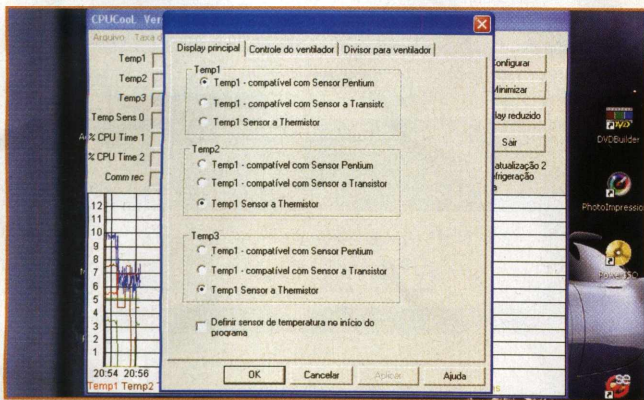 CPUCooL Ver
Arquivo Taxa d
Temp1
Temp2
Temp3
Temp Sens 0
% CPU Time 1
% CPU Time 2
Comm rec
12
11
10
9
8
7
6
5
4
3
2
1
20:54 20:56
Temp1 Temp2
Display principal
Controle do ventilador
Divisor para ventilador
Temp1
Temp1 - compatível com Sensor Pentium
Temp1 - compatível com Sensor a Transistc
Temp1 Sensor a Thermistor
Temp2
Temp1 - compatível com Sensor Pentium
Temp1 - compatível com Sensor a Transistor
Temp1 Sensor a Thermistor
Temp3
Temp1 - compatível com Sensor Pentium
Temp1 - compatível com Sensor a Transistor
Temp1 Sensor a Thermistor
Definir sensor de temperatura no início do
programa
OK
Cancelar
Aplicar
Ajuda
Configurar
Minimizar
lay reduzido
Sair
atualização 2
frigeração
DVDBuilder
PhotoImpressio
PowerISO